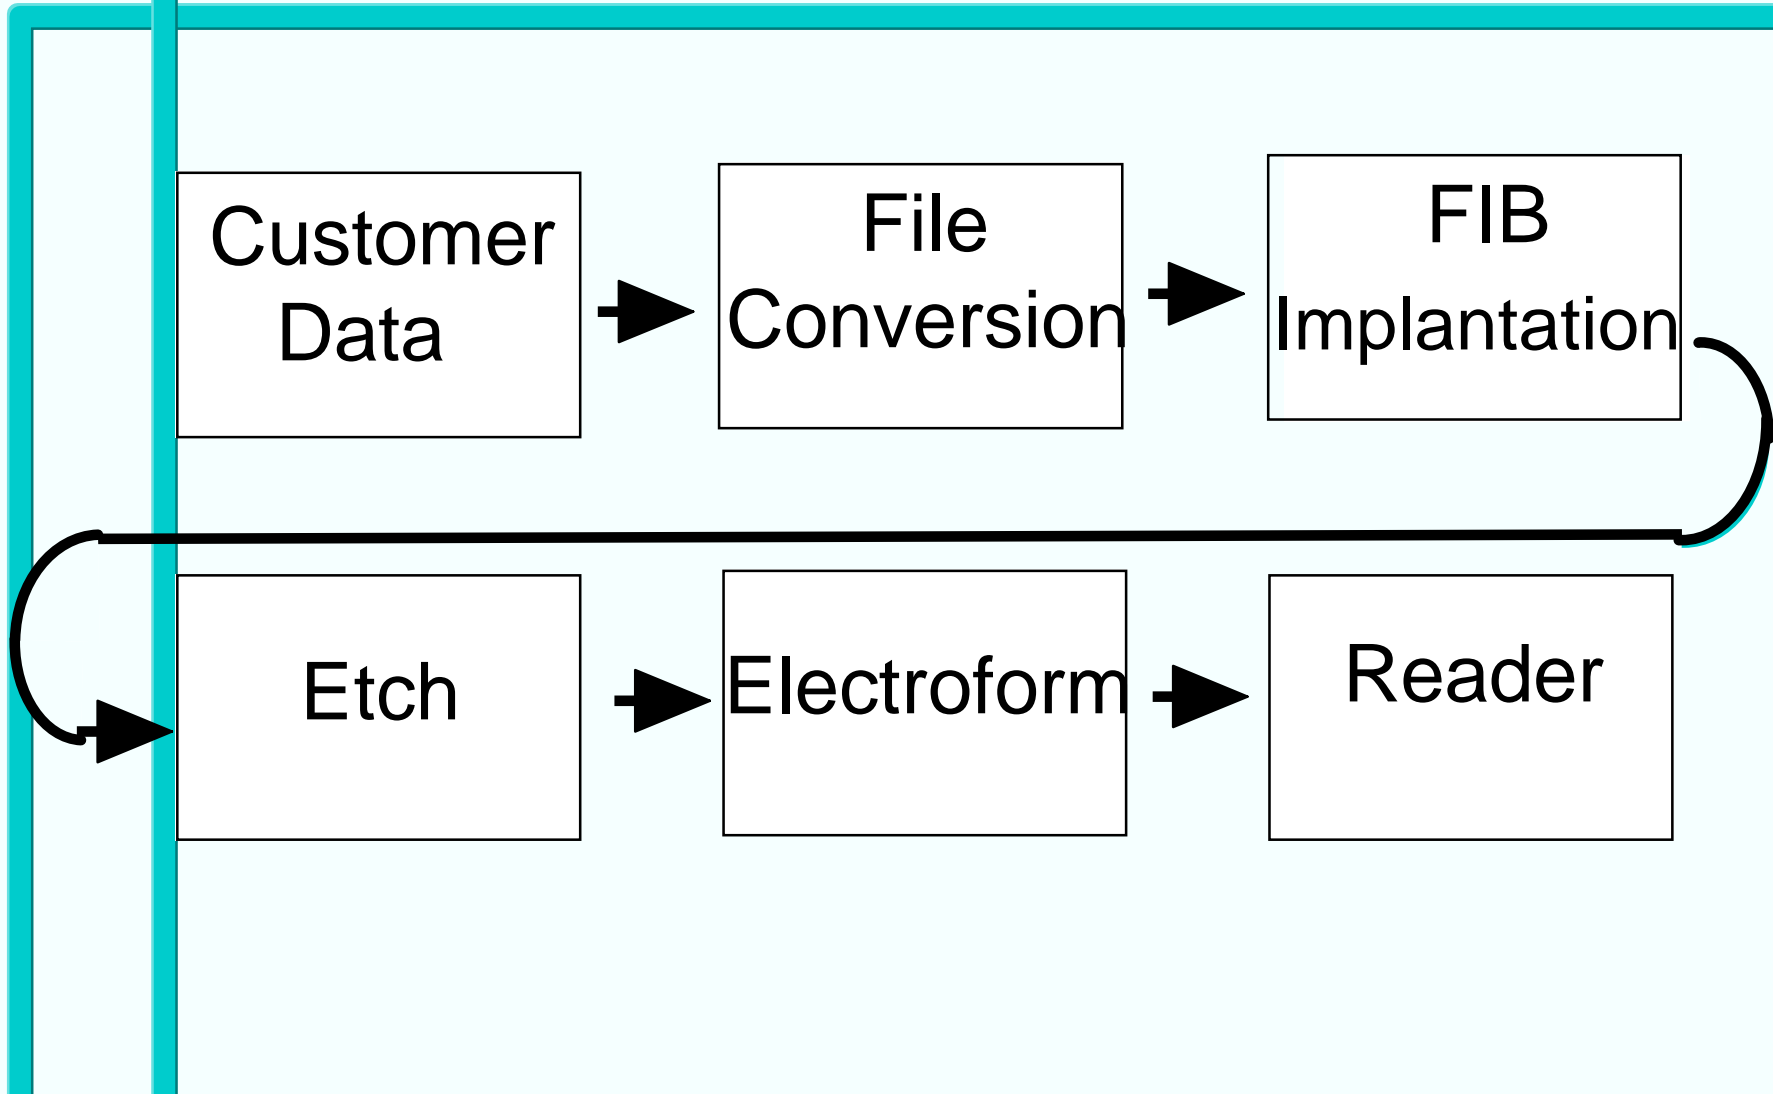 Customer
Data
File
Conversion
FIB
Implantation
Etch
Electroform
Reader